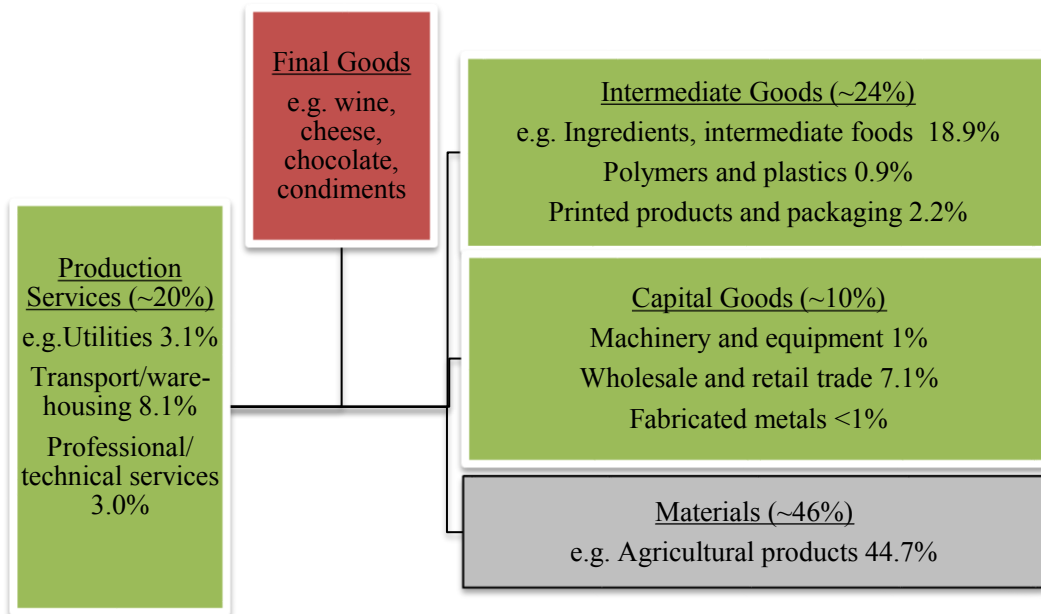 Final Goods
e.g. wine,
cheese,
chocolate,
condiments
Intermediate Goods (~24%)
e.g. Ingredients, intermediate foods 18.9%
Polymers and plastics 0.9%
Printed products and packaging 2.2%
Production
Services (~20%)
e.g.Utilities 3.1%
Transport/ware-
housing 8.1%
Professional/
technical services
3.0%
Capital Goods (~10%)
Machinery and equipment 1%
Wholesale and retail trade 7.1%
Fabricated metals <1%
Materials (~46%)
e.g. Agricultural products 44.7%